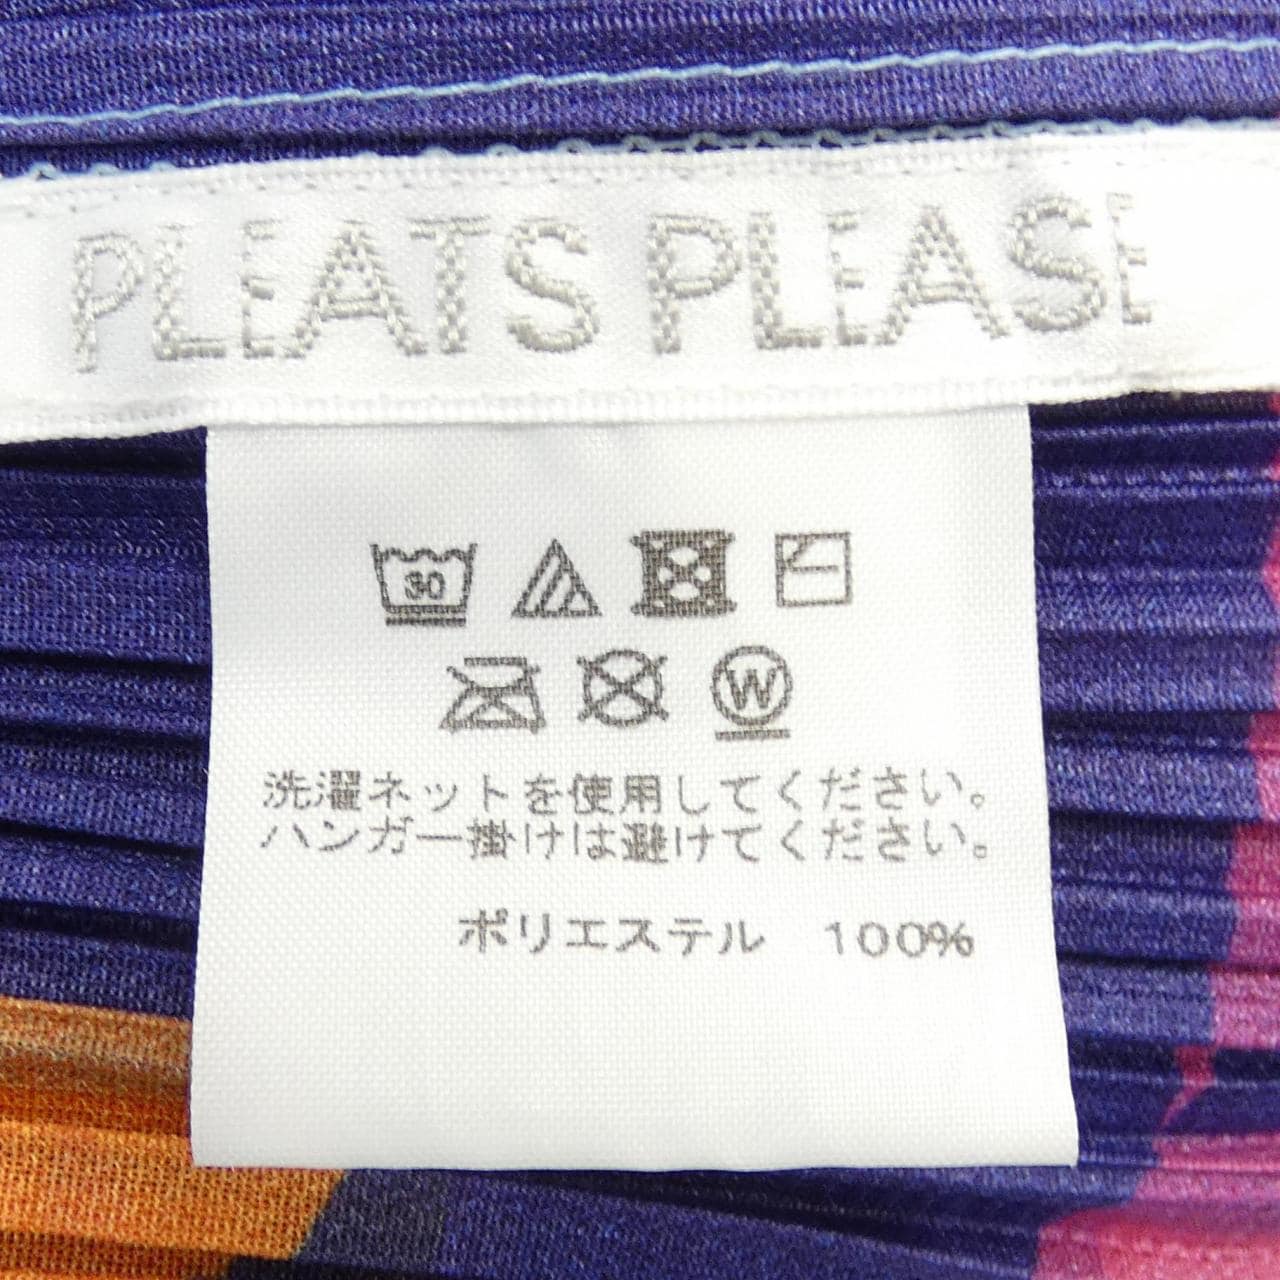 PLEATS PLEASE
30
W
洗濯ネットを使用してください。
ハンガー掛けは避けてください。
ポリエステル 100%